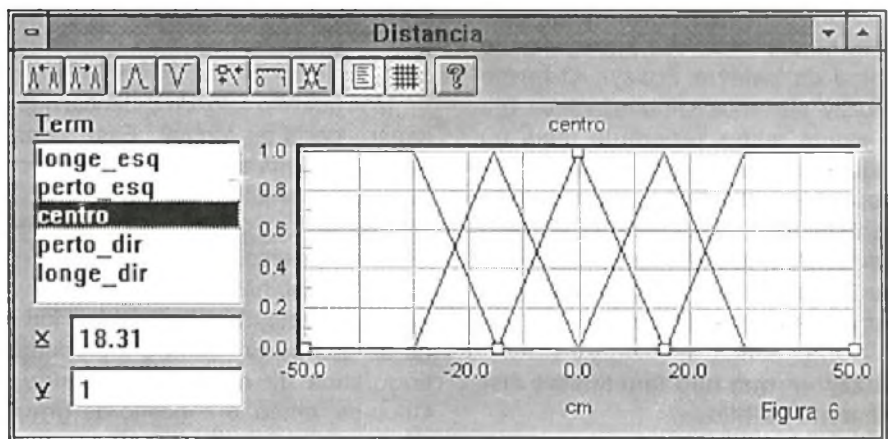 Distancia
Term
longe_esq
perto_esq
centro
perto_dir
longe_dir
x 18.31
y 1
centro
1.0
0.8
0.6
0.4
0.2
0.0
-50.0 -20.0 0.0 20.0 50.0
cm
Figura 6